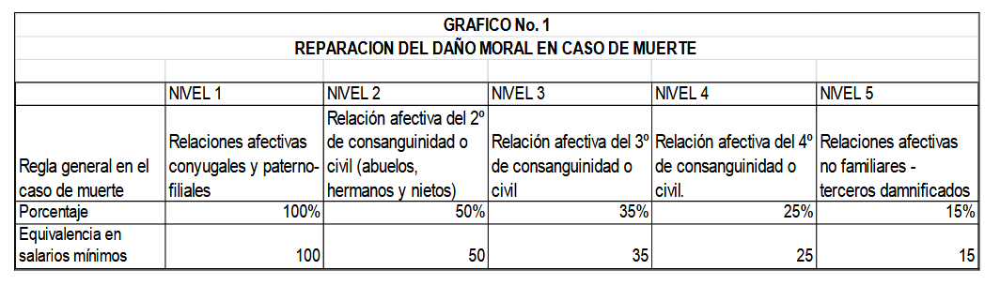 GRAFICO No. 1
REPARACION DEL DAÑO MORAL EN CASO DE MUERTE
NIVEL 1 NIVEL 2 NIVEL 3 NIVEL 4 NIVEL 5
Regla general en el
caso de muerte
Relaciones afectivas
conyugales y paterno-
filiales
Relación afectiva del 2º
de consanguinidad o
civil (abuelos,
hermanos y nietos)
Relación afectiva del 3º
de consanguinidad o
civil
Relación afectiva del 4º
de consanguinidad o
civil.
Relaciones afectivas
no familiares -
terceros damnificados
Porcentaje 100% 50% 35% 25% 15%
Equivalencia en
salarios mínimos 100 50 35 25 15